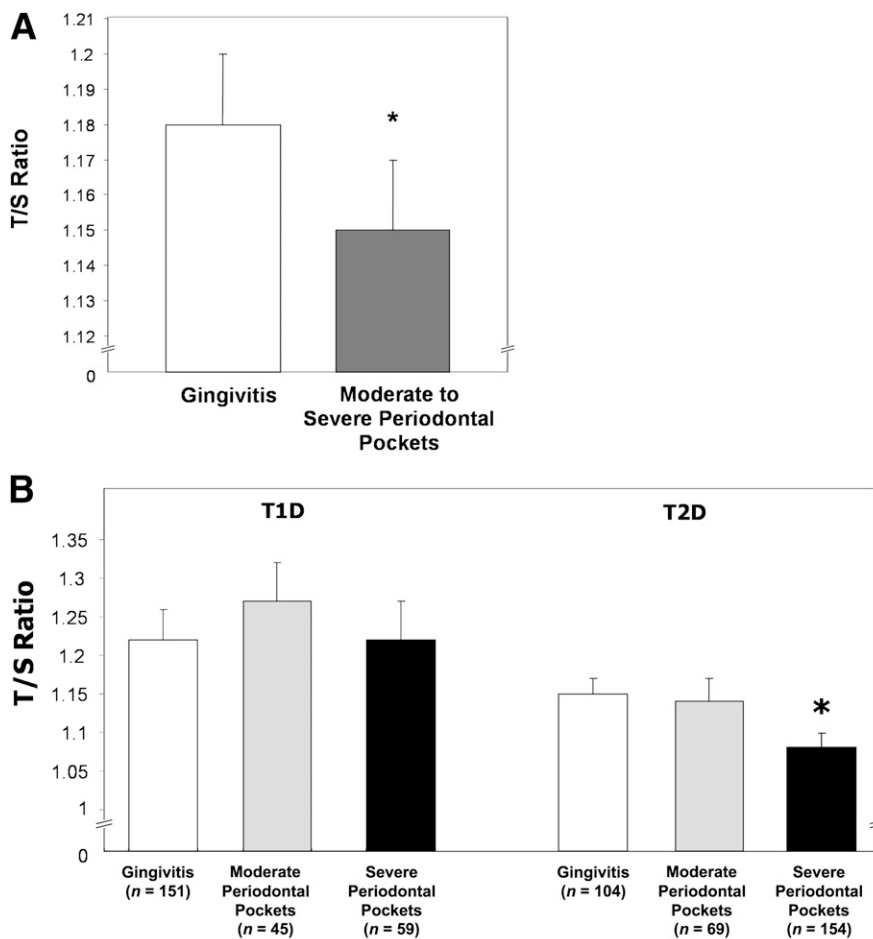 A
T/S Ratio
1.21
1.2
1.19
1.18
1.17
1.16
1.15
1.14
1.13
1.12
0
*
Gingivitis
Moderate to
Severe Periodontal
Pockets
B
T/S Ratio
T1D
T2D
1.35
1.3
1.25
1.2
1.15
1.1
1.05
1
0
*
Gingivitis
(n = 151)
Moderate
Periodontal
Pockets
(n = 45)
Severe
Periodontal
Pockets
(n = 59)
Gingivitis
(n = 104)
Moderate
Periodontal
Pockets
(n = 69)
Severe
Periodontal
Pockets
(n = 154)